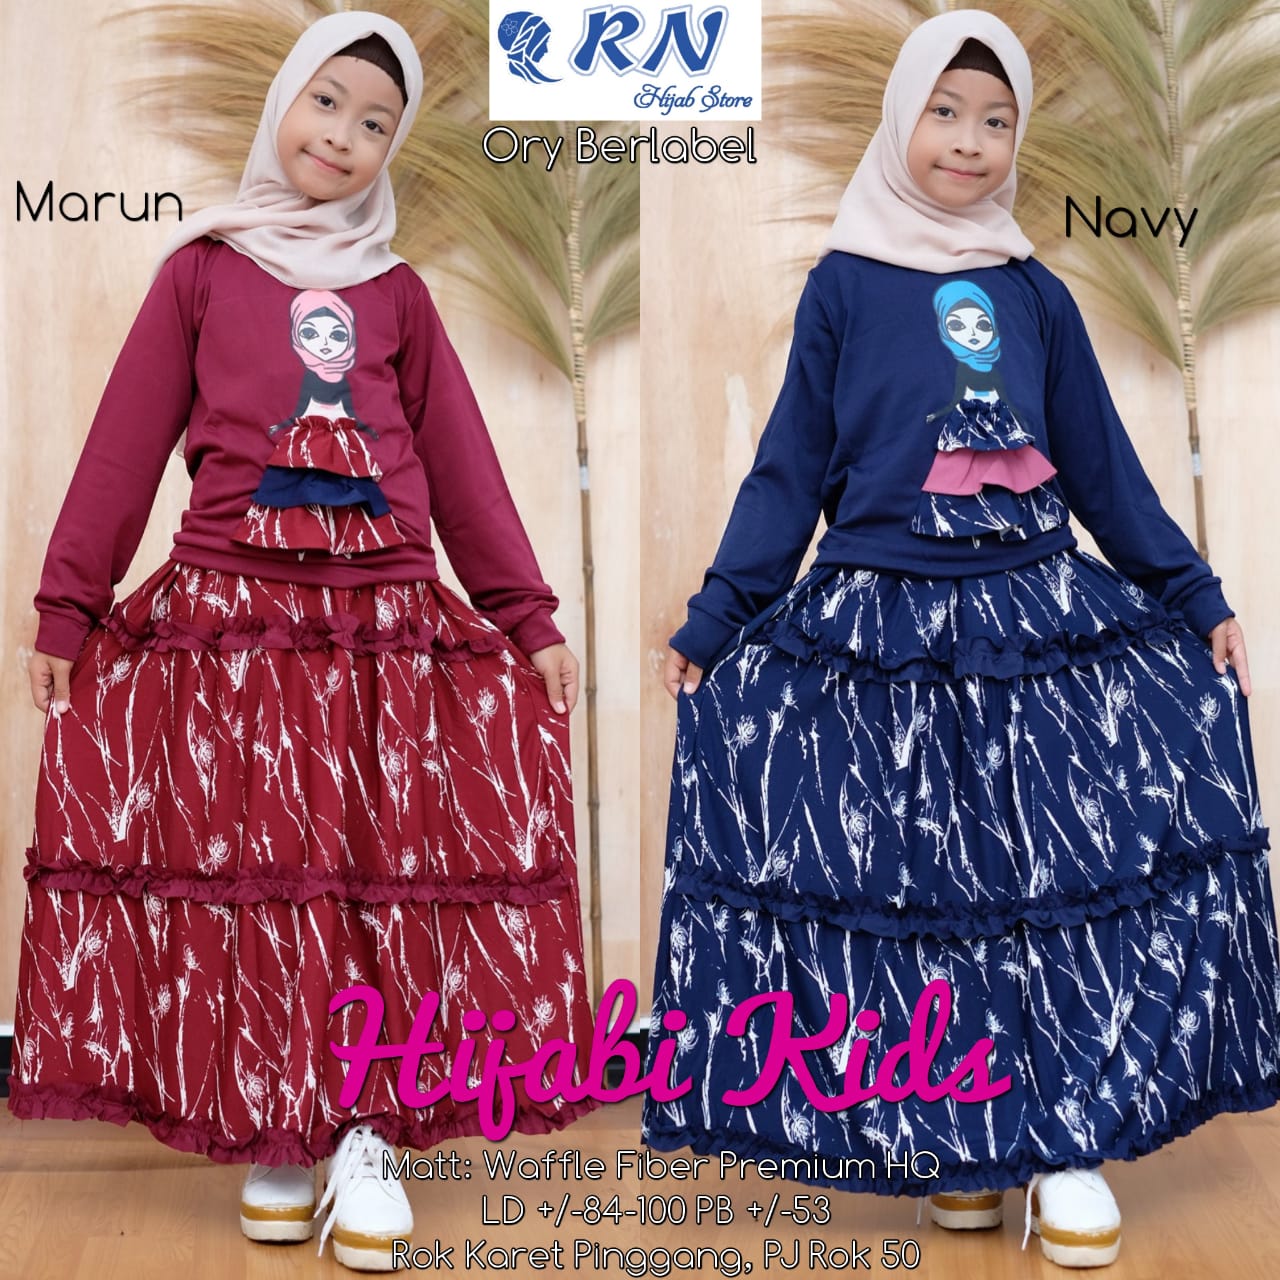 RN
Hijab Store
Ory Berlabel
Marun
Navy
Hijabi Kids
Matt: Waffle Fiber Premium HQ
LD +/-84-100 PB +/-53
Rok Karet Pinggang, PJ Rok 50